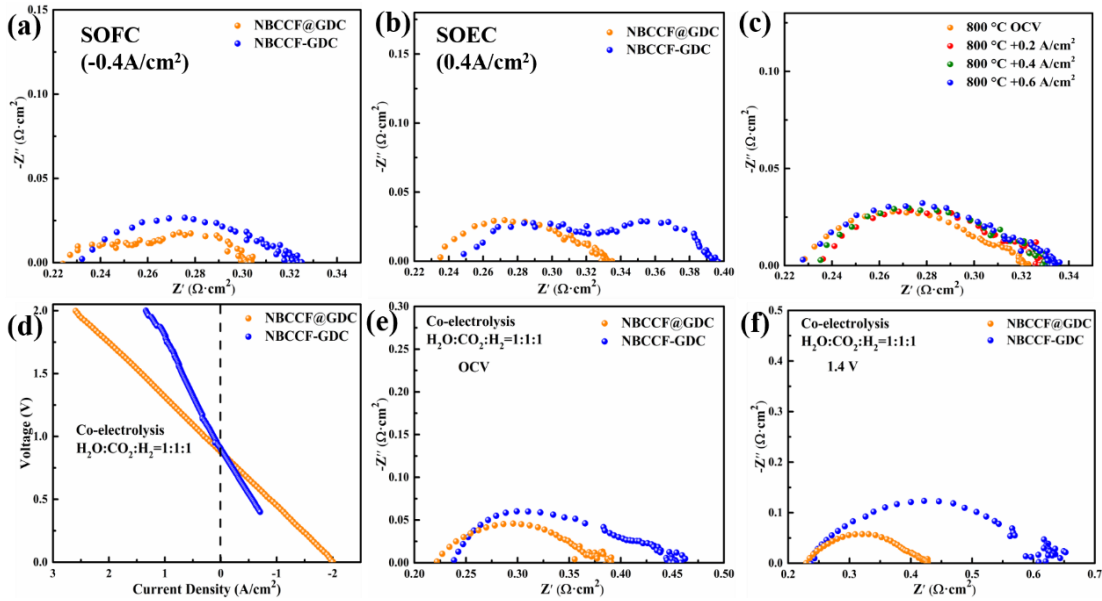 (a)
SOFC
(-0.4A/cm²)
NBCCF@GDC
NBCCF-GDC
-Z″ (Ω·cm²)
0.15
0.10
0.05
0.00
0.22 0.24 0.26 0.28 0.30 0.32 0.34
Z′ (Ω·cm²)
(b)
SOEC
(0.4A/cm²)
NBCCF@GDC
NBCCF-GDC
-Z″ (Ω·cm²)
0.15
0.10
0.05
0.00
0.22 0.24 0.26 0.28 0.30 0.32 0.34 0.36 0.38 0.40
Z′ (Ω·cm²)
(c)
800 °C OCV
800 °C +0.2 A/cm²
800 °C +0.4 A/cm²
800 °C +0.6 A/cm²
-Z″ (Ω·cm²)
0.10
0.05
0.00
0.22 0.24 0.26 0.28 0.30 0.32 0.34
Z′ (Ω·cm²)
(d)
NBCCF@GDC
NBCCF-GDC
Co-electrolysis
H₂O:CO₂:H₂=1:1:1
Voltage (V)
2.0
1.5
1.0
0.5
0.0
3 2 1 0 -1 -2 -3
Current Density (A/cm²)
(e)
Co-electrolysis
H₂O:CO₂:H₂=1:1:1
OCV
NBCCF@GDC
NBCCF-GDC
-Z″ (Ω·cm²)
0.30
0.25
0.20
0.15
0.10
0.05
0.00
0.20 0.25 0.30 0.35 0.40 0.45 0.50
Z′ (Ω·cm²)
(f)
Co-electrolysis
H₂O:CO₂:H₂=1:1:1
1.4 V
NBCCF@GDC
NBCCF-GDC
-Z″ (Ω·cm²)
0.5
0.4
0.3
0.2
0.1
0.0
0.2 0.3 0.4 0.5 0.6 0.7
Z′ (Ω·cm²)